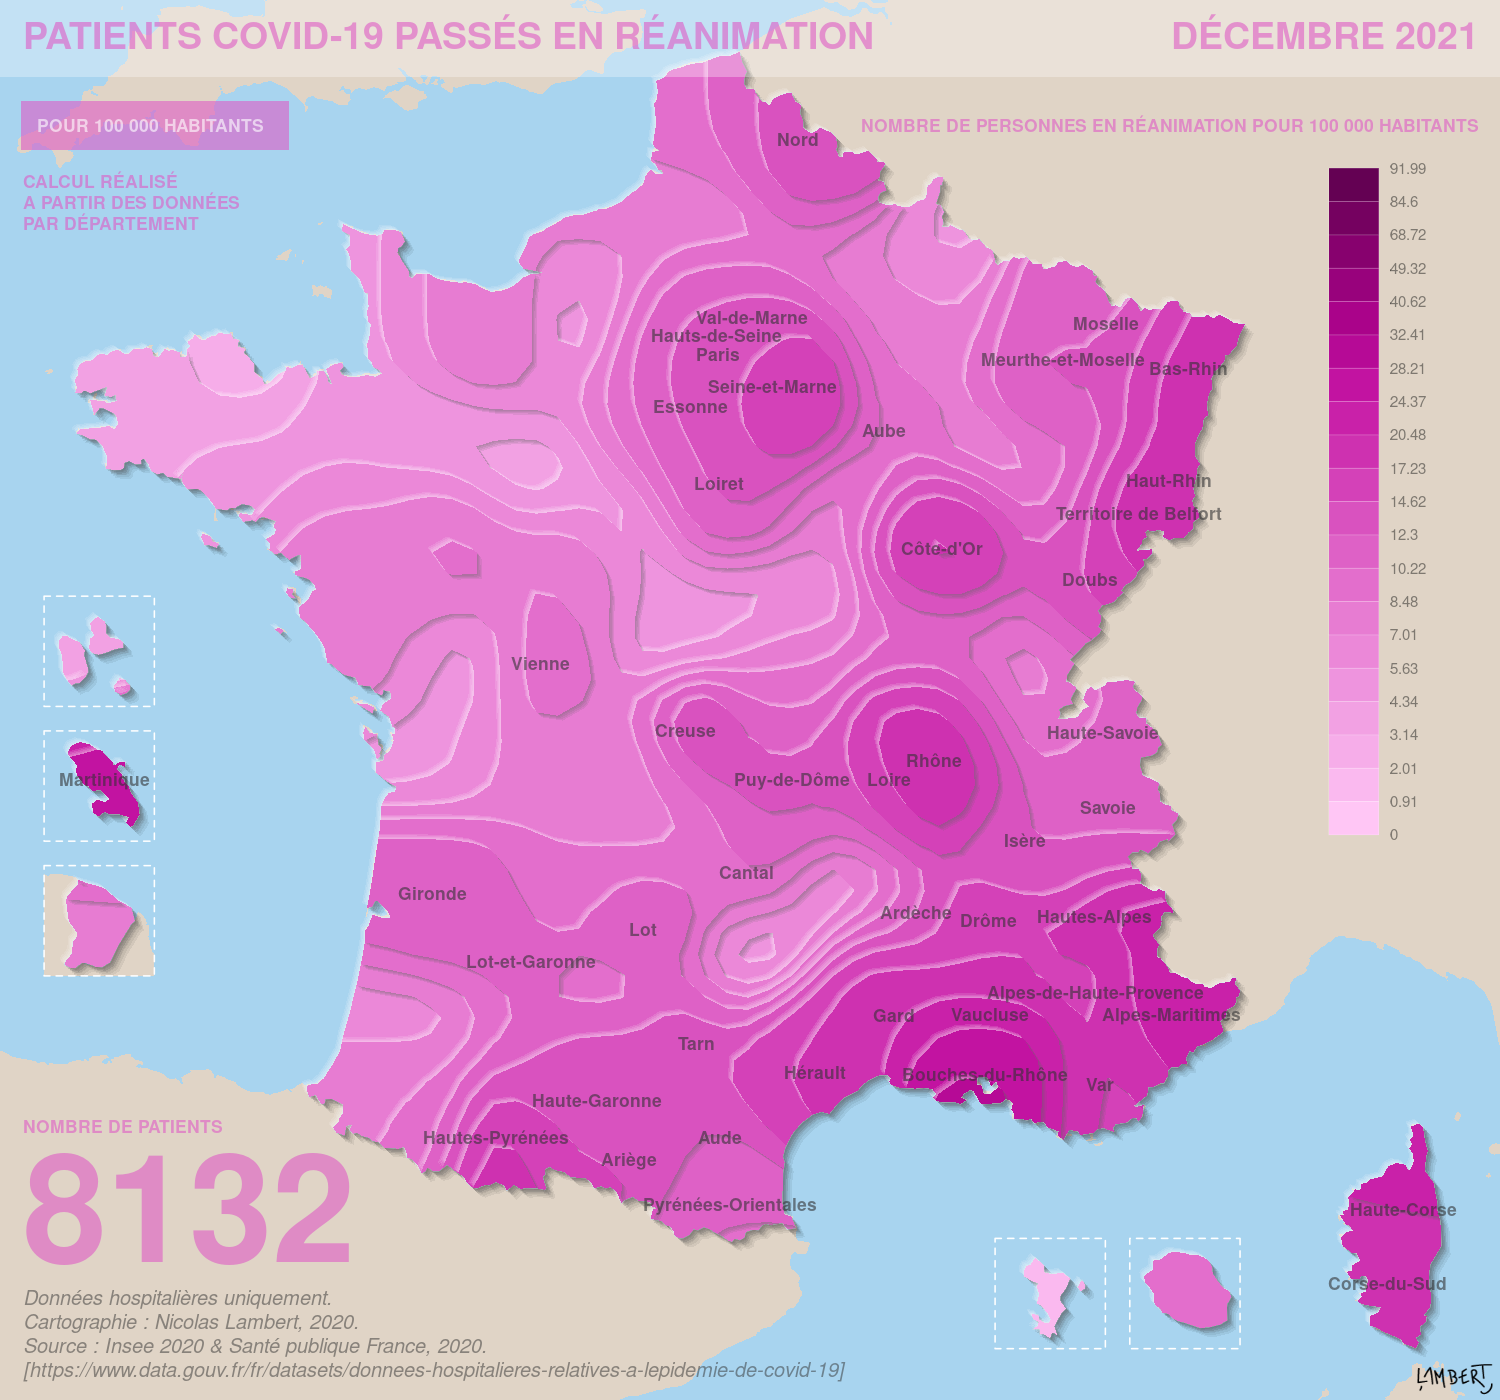 PATIENTS COVID-19 PASSÉS EN RÉANIMATION
DÉCEMBRE 2021
POUR 100 000 HABITANTS
CALCUL RÉALISÉ
A PARTIR DES DONNÉES
PAR DÉPARTEMENT
NOMBRE DE PERSONNES EN RÉANIMATION POUR 100 000 HABITANTS
91.99
84.6
68.72
49.32
40.62
32.41
28.21
24.37
20.48
17.23
14.62
12.3
10.22
8.48
7.01
5.63
4.34
3.14
2.01
0.91
0
Nord
Val-de-Marne
Hauts-de-Seine
Paris
Seine-et-Marne
Essonne
Aube
Loiret
Moselle
Meurthe-et-Moselle
Bas-Rhin
Haut-Rhin
Territoire de Belfort
Côte-d'Or
Doubs
Vienne
Creuse
Puy-de-Dôme
Loire
Rhône
Haute-Savoie
Savoie
Isère
Martinique
Cantal
Gironde
Lot
Ardèche
Drôme
Hautes-Alpes
Lot-et-Garonne
Alpes-de-Haute-Provence
Gard
Vaucluse
Alpes-Maritimes
Tarn
Hérault
Bouches-du-Rhône
Var
Haute-Garonne
Hautes-Pyrénées
Aude
Ariège
Pyrénées-Orientales
Haute-Corse
Corse-du-Sud
NOMBRE DE PATIENTS
8132
Données hospitalières uniquement.
Cartographie : Nicolas Lambert, 2020.
Source : Insee 2020 & Santé publique France, 2020.
[https://www.data.gouv.fr/fr/datasets/donnees-hospitalieres-relatives-a-lepidemie-de-covid-19]
LAMBERT